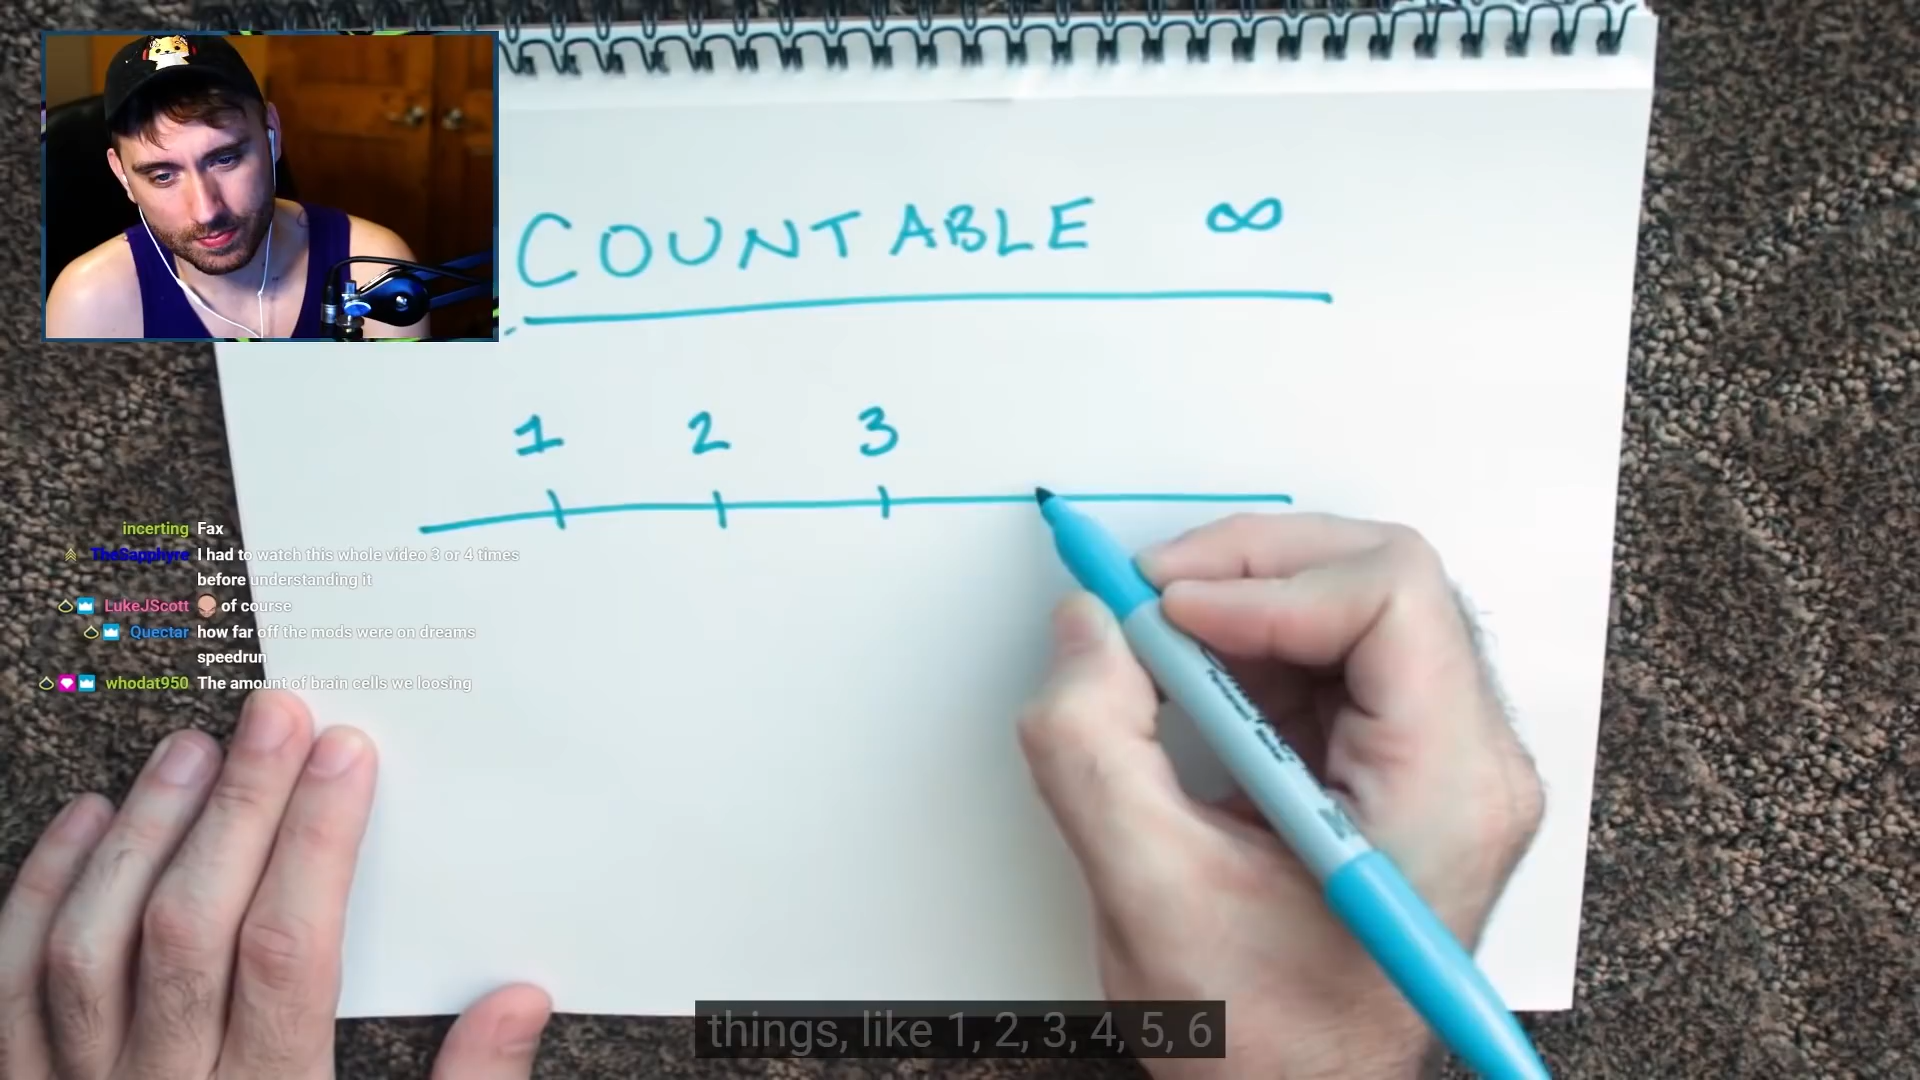 COUNTABLE ∞
1 2 3
incerting Fax
TheSapphyre I had to watch this whole video 3 or 4 times
before understanding it
LukeJScott of course
Quectar how far off the mods were on dreams
speedrun
whodat950 The amount of brain cells we loosing
things, like 1, 2, 3, 4, 5, 6